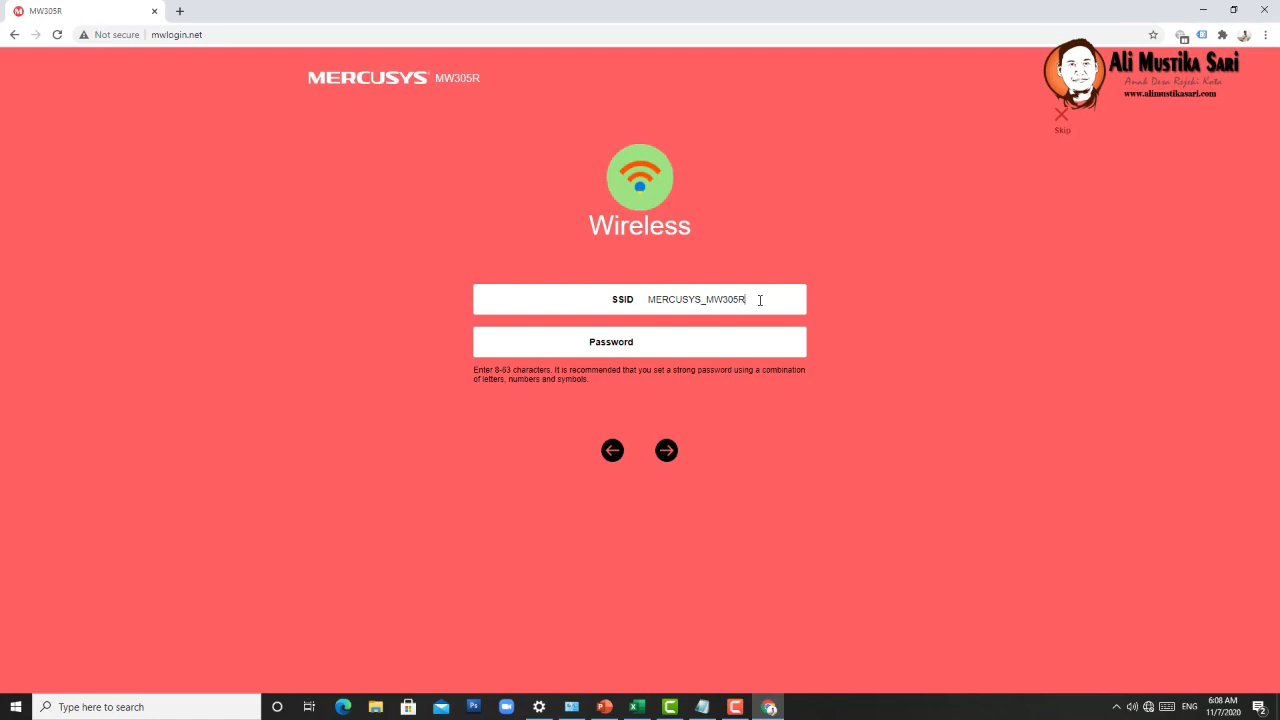 MW305R
Not secure
mwlogin.net
MERCUSYS MW305R
Ali Mustika Sari
Anak Desa Rejeki Kota
www.alimustikasari.com
Skip
Wireless
SSID MERCUSYS_MW305R
Password
Enter 8-63 characters. It is recommended that you set a strong password using a combination
of letters, numbers and symbols.
Type here to search
ENG
6:08 AM
11/7/2020